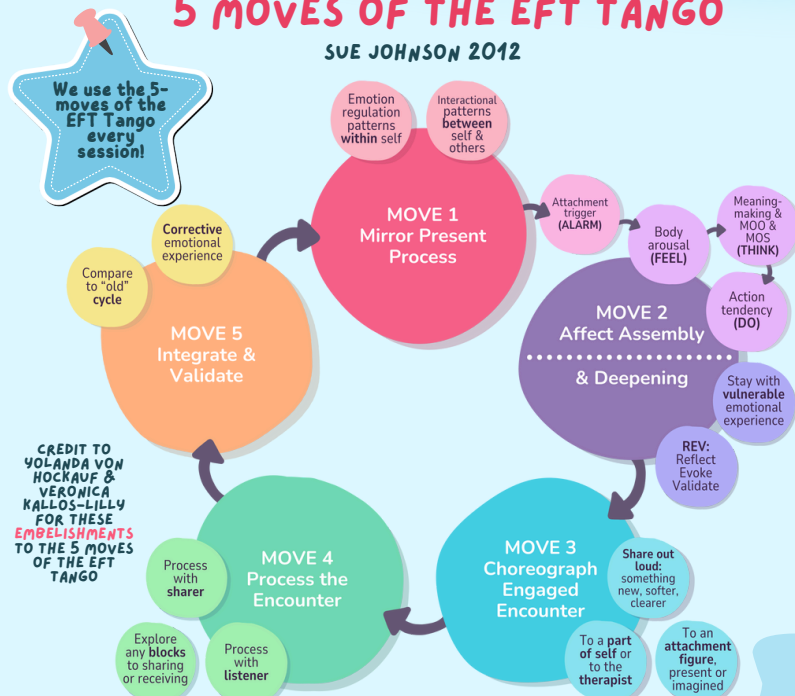 5 MOVES OF THE EFT TANGO
SUE JOHNSON 2012
We use the 5-
moves of the
EFT Tango
every
session!
Emotion
regulation
patterns
within self
Interactional
patterns
between
self &
others
MOVE 1
Mirror Present
Process
Attachment
trigger
(ALARM)
Body
arousal
(FEEL)
Meaning-
making &
MOO &
MOS
(THINK)
Action
tendency
(DO)
MOVE 2
Affect Assembly
& Deepening
Stay with
vulnerable
emotional
experience
REV:
Reflect
Evoke
Validate
MOVE 3
Choreograph
Engaged
Encounter
Share out
loud:
something
new, softer,
clearer
To a part
of self or
to the
therapist
To an
attachment
figure,
present or
imagined
MOVE 4
Process the
Encounter
Process
with
sharer
Explore
any blocks
to sharing
or receiving
Process
with
listener
MOVE 5
Integrate &
Validate
Corrective
emotional
experience
Compare
to "old"
cycle
CREDIT TO
YOLANDA VON
HOCKAUF &
VERONICA
KALLOS-LILLY
FOR THESE
EMBELISHMENTS
TO THE 5 MOVES
OF THE EFT
TANGO